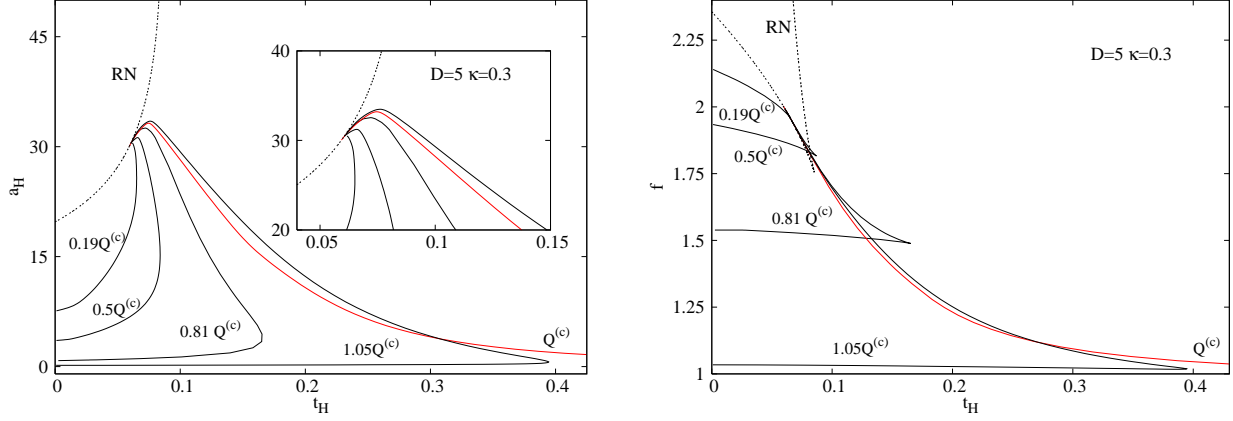 45
30
15
0
a_H
0
0.1
0.2
0.3
0.4
t_H
RN
0.19Q^(c)
0.5Q^(c)
0.81 Q^(c)
1.05Q^(c)
Q^(c)
D=5 κ=0.3
40
30
20
0.05
0.1
0.15
2.25
2
1.75
1.5
1.25
1
f
0
0.1
0.2
0.3
0.4
t_H
RN
D=5 κ=0.3
0.19Q^(c)
0.5Q^(c)
0.81 Q^(c)
1.05Q^(c)
Q^(c)